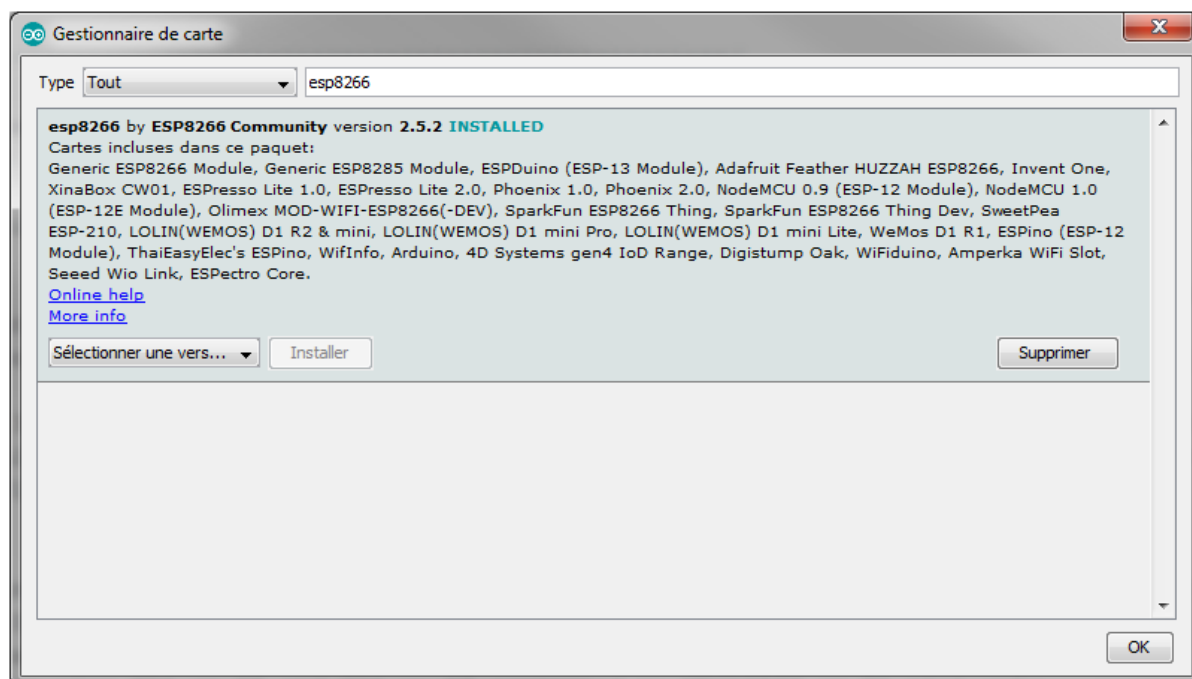 Gestionnaire de carte
Type Tout esp8266
esp8266 by ESP8266 Community version 2.5.2 INSTALLED
Cartes incluses dans ce paquet:
Generic ESP8266 Module, Generic ESP8285 Module, ESPDuino (ESP-13 Module), Adafruit Feather HUZZAH ESP8266, Invent One,
XinaBox CW01, ESPresso Lite 1.0, ESPresso Lite 2.0, Phoenix 1.0, Phoenix 2.0, NodeMCU 0.9 (ESP-12 Module), NodeMCU 1.0
(ESP-12E Module), Olimex MOD-WIFI-ESP8266(-DEV), SparkFun ESP8266 Thing, SparkFun ESP8266 Thing Dev, SweetPea
ESP-210, LOLIN(WEMOS) D1 R2 & mini, LOLIN(WEMOS) D1 mini Pro, LOLIN(WEMOS) D1 mini Lite, WeMos D1 R1, ESPino (ESP-12
Module), ThaiEasyElec's ESPino, WifInfo, Arduino, 4D Systems gen4 IoD Range, Digistump Oak, WiFiduino, Amperka WiFi Slot,
Seeed Wio Link, ESPectro Core.
Online help
More info
Sélectionner une vers... Installer Supprimer
OK